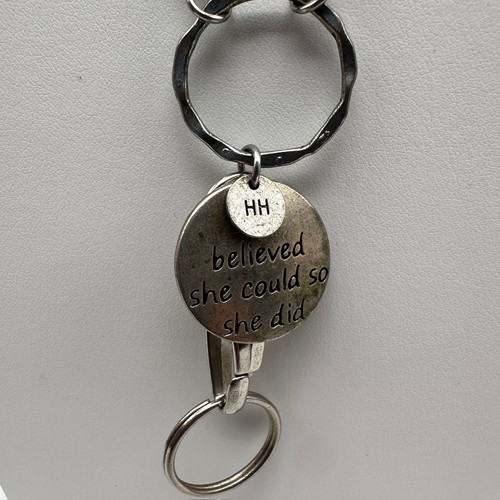 HH
believed
she could so
she did